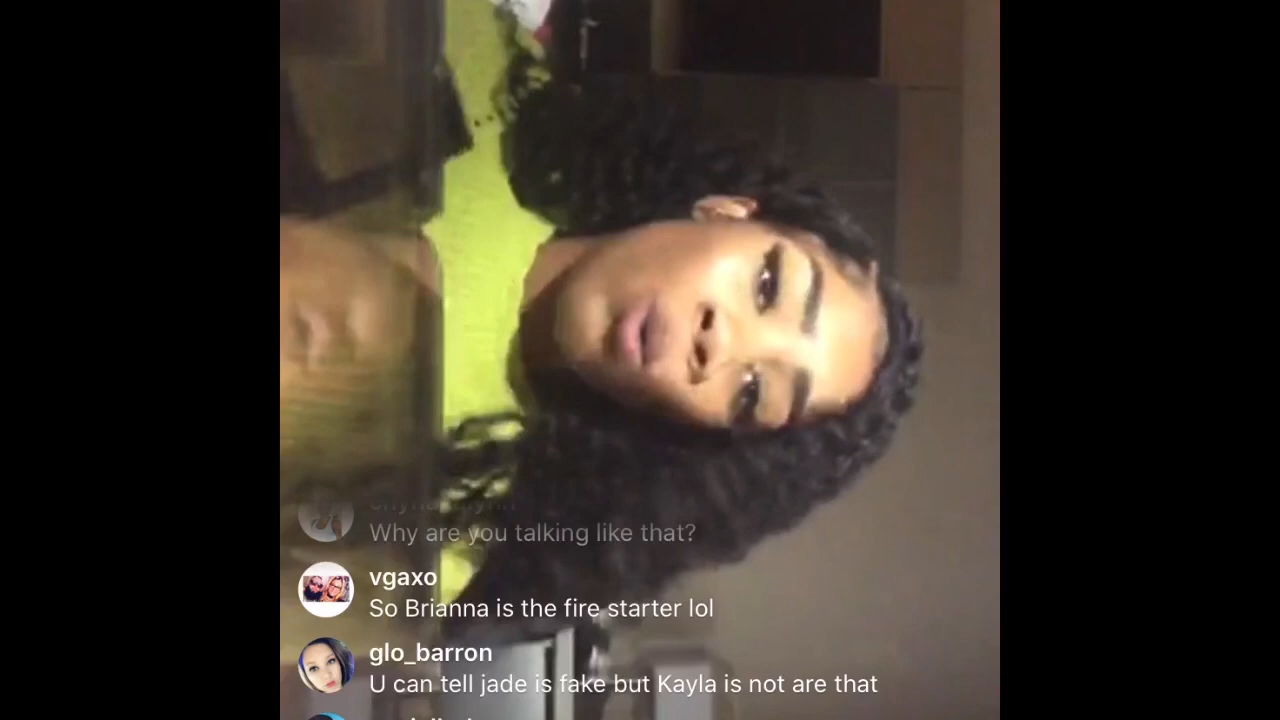 Why are you talking like that?
vgaxo
So Brianna is the fire starter lol
glo_barron
U can tell jade is fake but Kayla is not are that